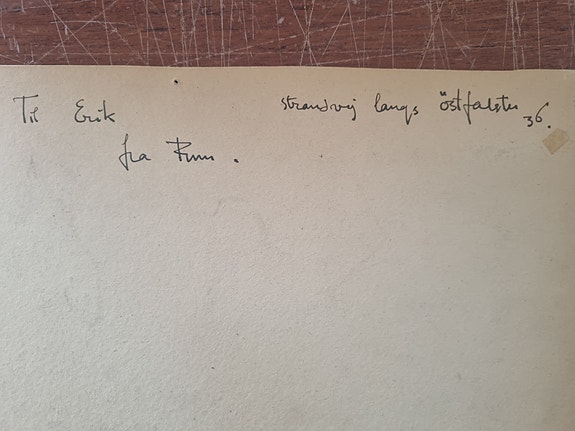 Til Erik strandvej langs östfalster 36.
fra